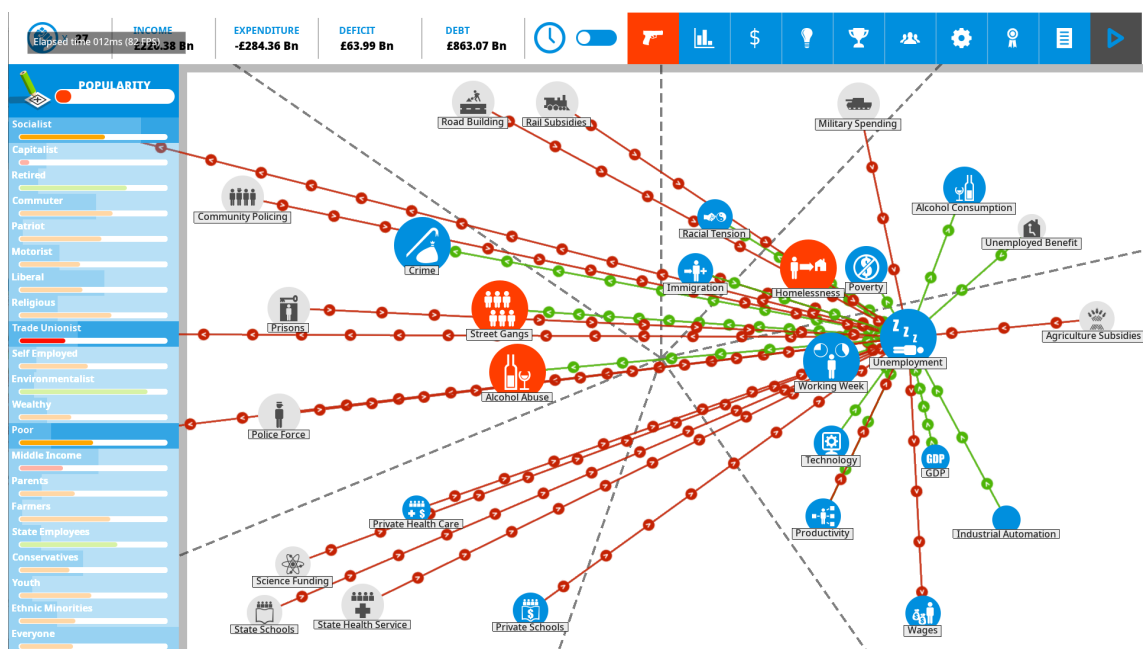 INCOME
EXPENDITURE
DEFICIT
DEBT
27
Elapsed time 012ms (82 FPS)
£220.38 Bn
-£284.36 Bn
£63.99 Bn
£863.07 Bn
$
POPULARITY
Socialist
Capitalist
Retired
Commuter
Patriot
Motorist
Liberal
Religious
Trade Unionist
Self Employed
Environmentalist
Wealthy
Poor
Middle Income
Parents
Farmers
State Employees
Conservatives
Youth
Ethnic Minorities
Everyone
Road Building
Rail Subsidies
Military Spending
Community Policing
Racial Tension
Alcohol Consumption
Unemployed Benefit
Crime
Immigration
Homelessness
Poverty
Prisons
Street Gangs
Z Z Z
Unemployment
Agriculture Subsidies
Alcohol Abuse
Working Week
Police Force
Technology
GDP
GDP
Private Health Care
Productivity
Industrial Automation
Science Funding
State Schools
State Health Service
Private Schools
Wages